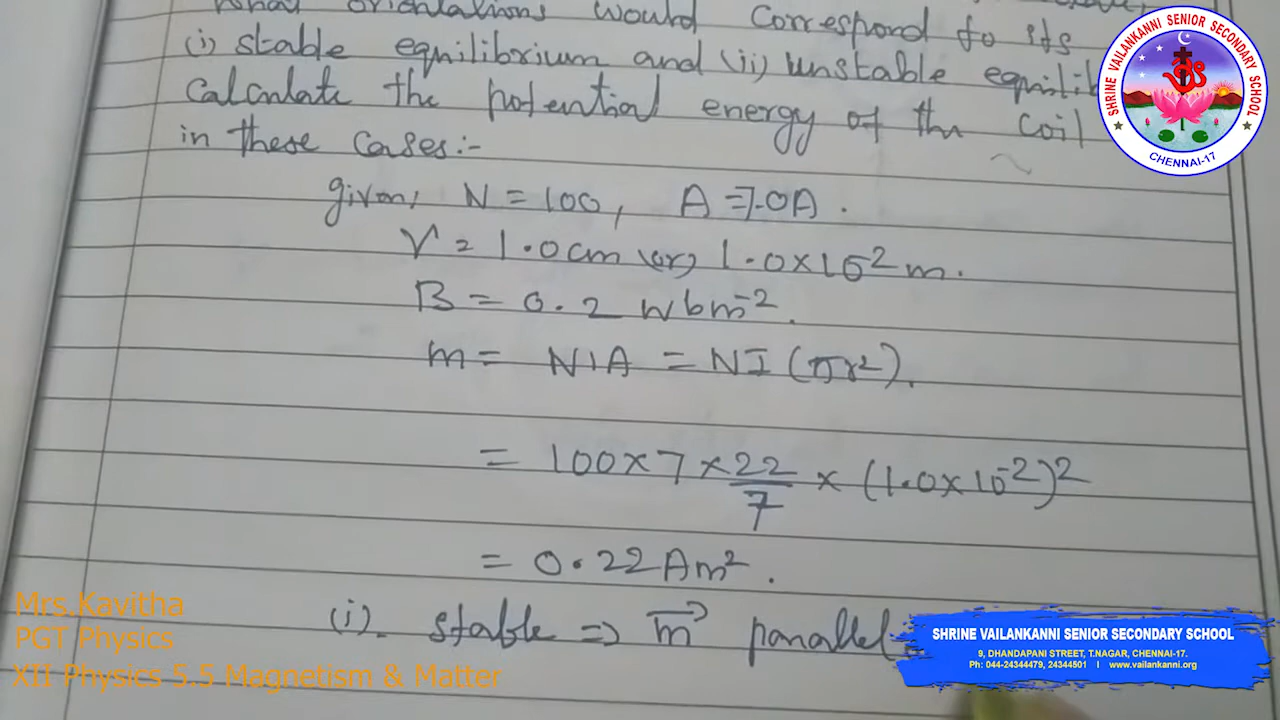 what orientations would correspond to its
(i) stable equilibrium and (ii) unstable equilib
Calculate the potential energy of the coil
in these cases:-
given, N = 100, A = 7.0A.
r = 1.0 cm (or) 1.0×10⁻² m.
B = 0.2 wbm⁻².
m = NIA = NI (πr²).
= 100×7×22/7×(1.0×10⁻²)²
= 0.22 Am².
(i). stable => m⃗ parallel
SHRINE VAILANKANNI SENIOR SECONDARY SCHOOL
CHENNAI-17
Mrs.Kavitha
PGT Physics
XII Physics 5.5 Magnetism & Matter
SHRINE VAILANKANNI SENIOR SECONDARY SCHOOL
9, DHANDAPANI STREET, T.NAGAR, CHENNAI-17.
Ph: 044-24344479, 24344501 | www.vailankanni.org